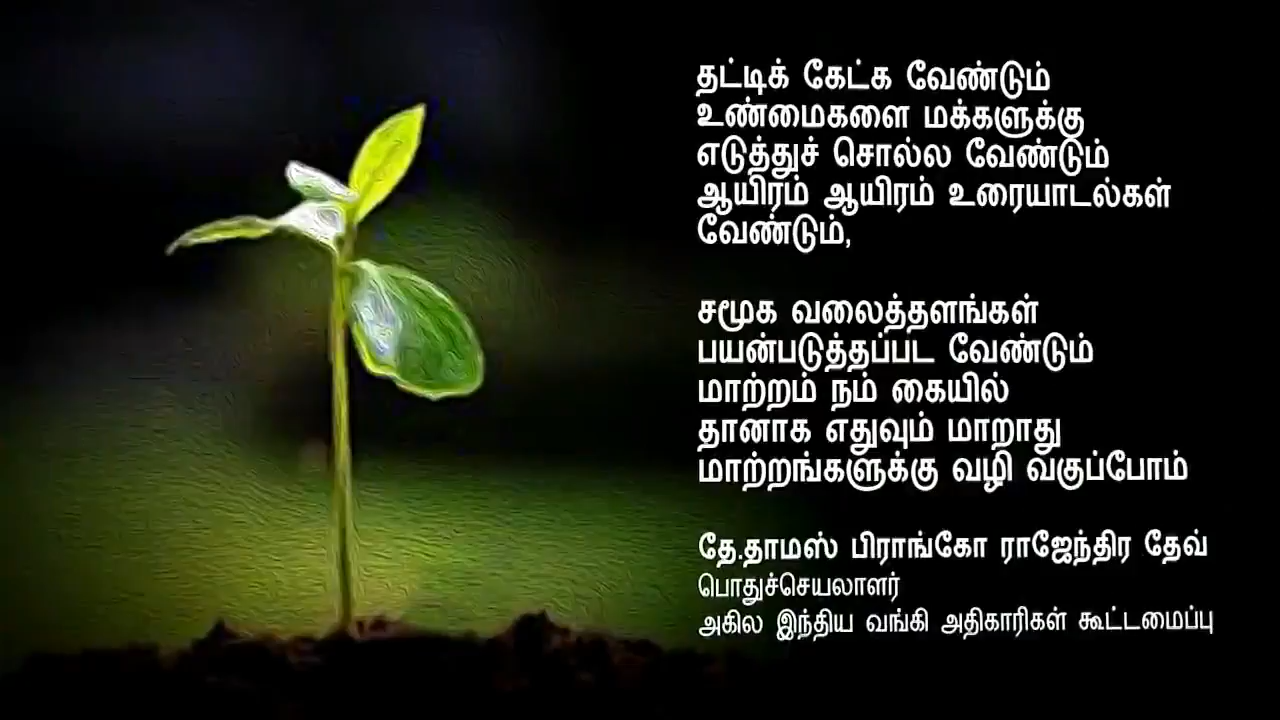 தட்டிக் கேட்க வேண்டும்
உண்மைகளை மக்களுக்கு
எடுத்துச் சொல்ல வேண்டும்
ஆயிரம் ஆயிரம் உரையாடல்கள்
வேண்டும்,
சமூக வலைத்தளங்கள்
பயன்படுத்தப்பட வேண்டும்
மாற்றம் நம் கையில்
தானாக எதுவும் மாறாது
மாற்றங்களுக்கு வழி வகுப்போம்
தே.தாமஸ் பிராங்கோ ராஜேந்திர தேவ்
பொதுச்செயலாளர்
அகில இந்திய வங்கி அதிகாரிகள் கூட்டமைப்பு